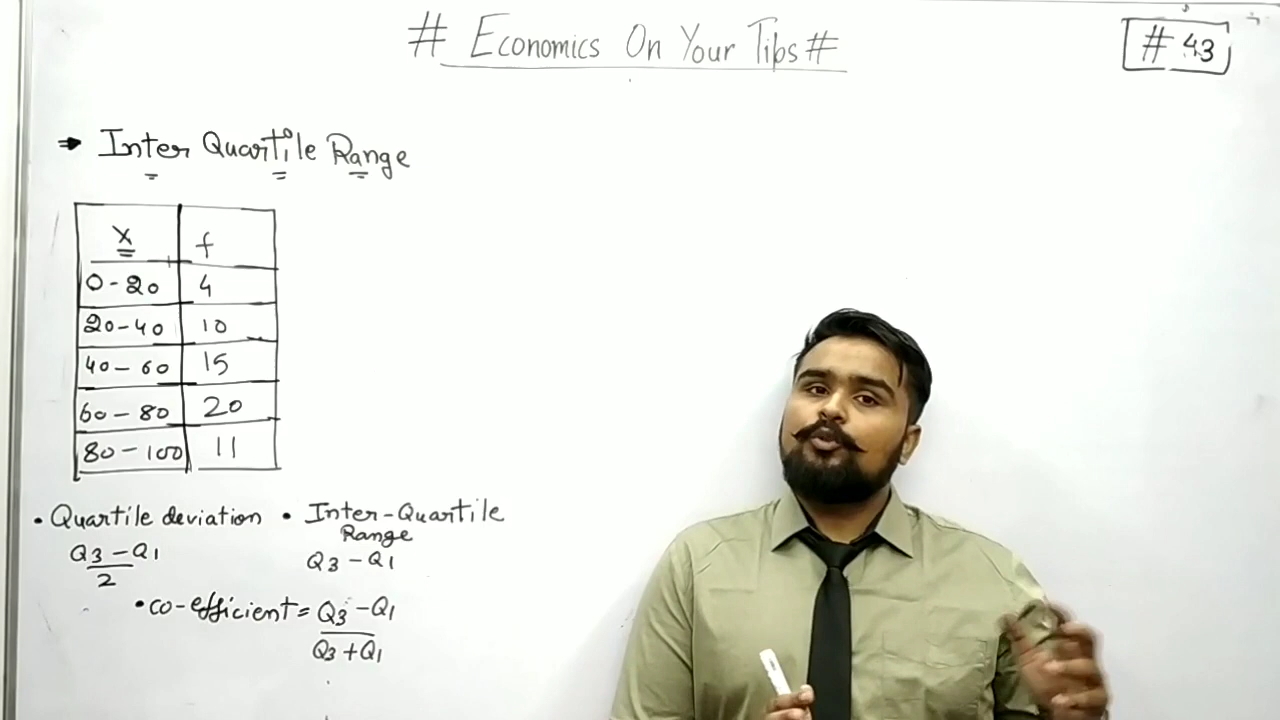 # Economics On Your Tips #
# 43
→ Inter Quartile Range
X f
0 - 20 4
20 - 40 10
40 - 60 15
60 - 80 20
80 - 100 11
• Quartile deviation
Q3 - Q1
2
• Inter-Quartile
Range
Q3 - Q1
• co-efficient = Q3 - Q1
Q3 + Q1